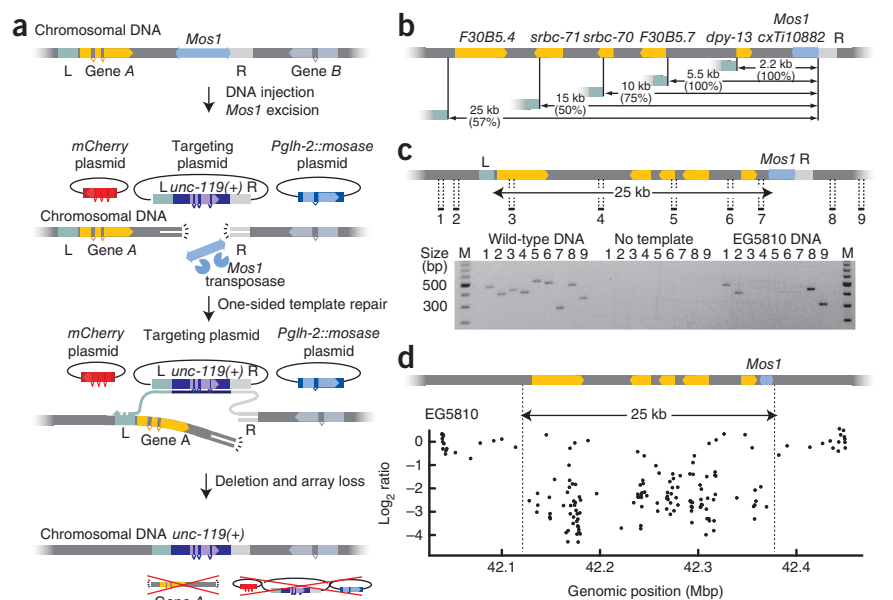 a
Chromosomal DNA
Mos1
L
Gene A
R
Gene B
DNA injection
Mos1 excision
mCherry
plasmid
Targeting
plasmid
Pglh-2::mosase
plasmid
L unc-119(+) R
Chromosomal DNA
L
Gene A
R
Mos1
transposase
One-sided template repair
mCherry
plasmid
Targeting plasmid
Pglh-2::mosase
plasmid
L unc-119(+) R
L
Gene A
R
Deletion and array loss
Chromosomal DNA unc-119(+)
Gene A
b
Mos1
F30B5.4 srbc-71 srbc-70 F30B5.7 dpy-13 cxTi10882 R
2.2 kb
(100%)
5.5 kb
(100%)
10 kb
(75%)
15 kb
(50%)
25 kb
(57%)
c
L
Mos1 R
25 kb
1 2 3 4 5 6 7 8 9
Wild-type DNA No template EG5810 DNA
Size
(bp)
M 1 2 3 4 5 6 7 8 9 1 2 3 4 5 6 7 8 9 1 2 3 4 5 6 7 8 9 M
500
300
d
Mos1
EG5810
25 kb
0
–1
–2
–3
–4
Log2 ratio
42.1 42.2 42.3 42.4
Genomic position (Mbp)